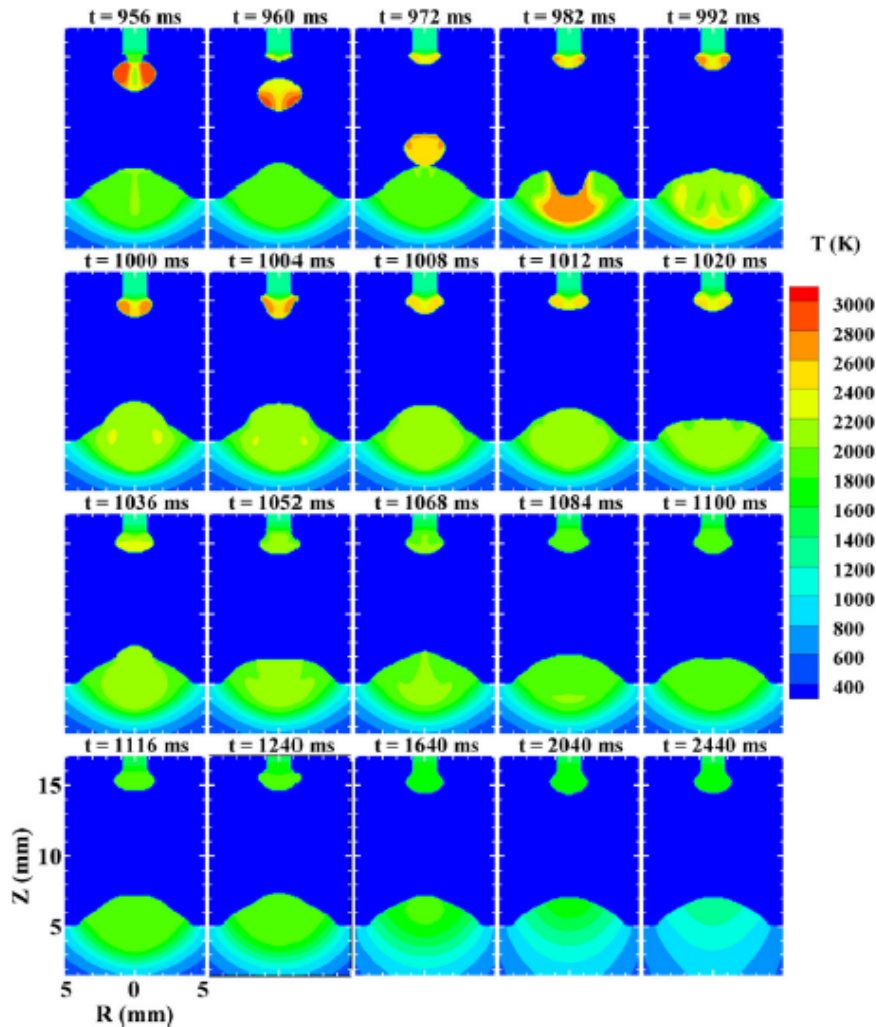 t = 956 ms t = 960 ms t = 972 ms t = 982 ms t = 992 ms
T (K)
t = 1000 ms t = 1004 ms t = 1008 ms t = 1012 ms t = 1020 ms
3000
2800
2600
2400
2200
2000
1800
1600
1400
1200
1000
800
600
400
t = 1036 ms t = 1052 ms t = 1068 ms t = 1084 ms t = 1100 ms
t = 1116 ms t = 1240 ms t = 1640 ms t = 2040 ms t = 2440 ms
15
10
5
Z (mm)
5 0 5
R (mm)